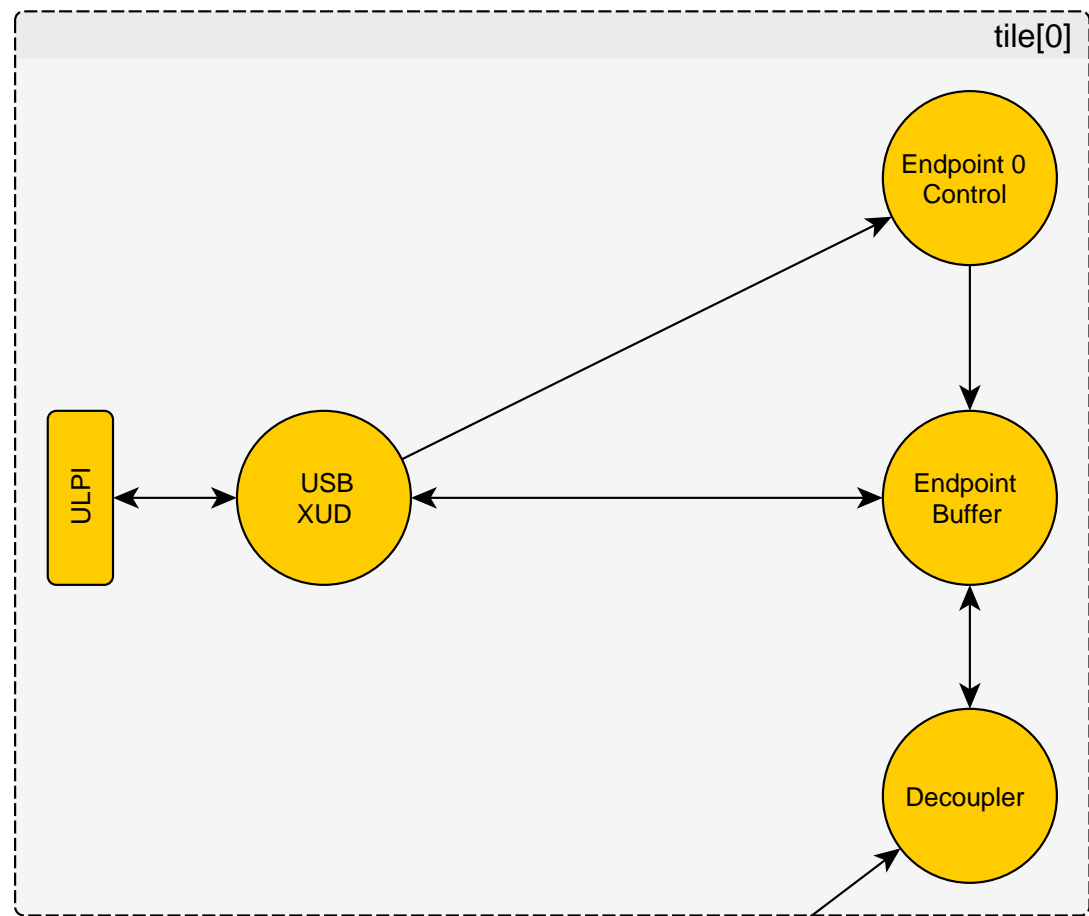 tile[0]
Endpoint 0
Control
ULPI
USB
XUD
Endpoint
Buffer
Decoupler